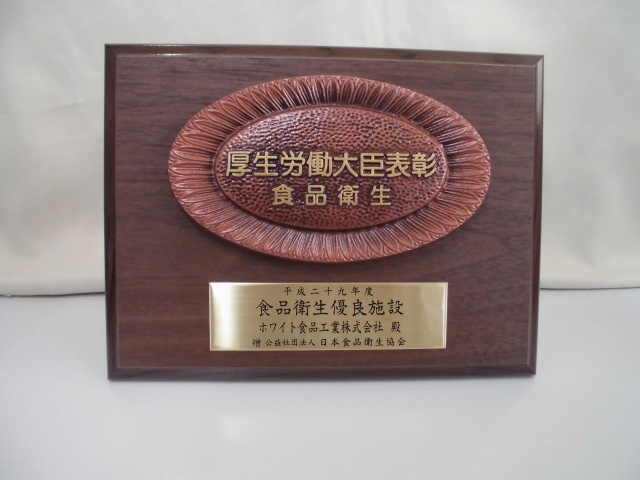 厚生労働大臣表彰
食品衛生
平成二十九年度
食品衛生優良施設
ホワイト食品工業株式会社 殿
贈 公益社団法人 日本食品衛生協会